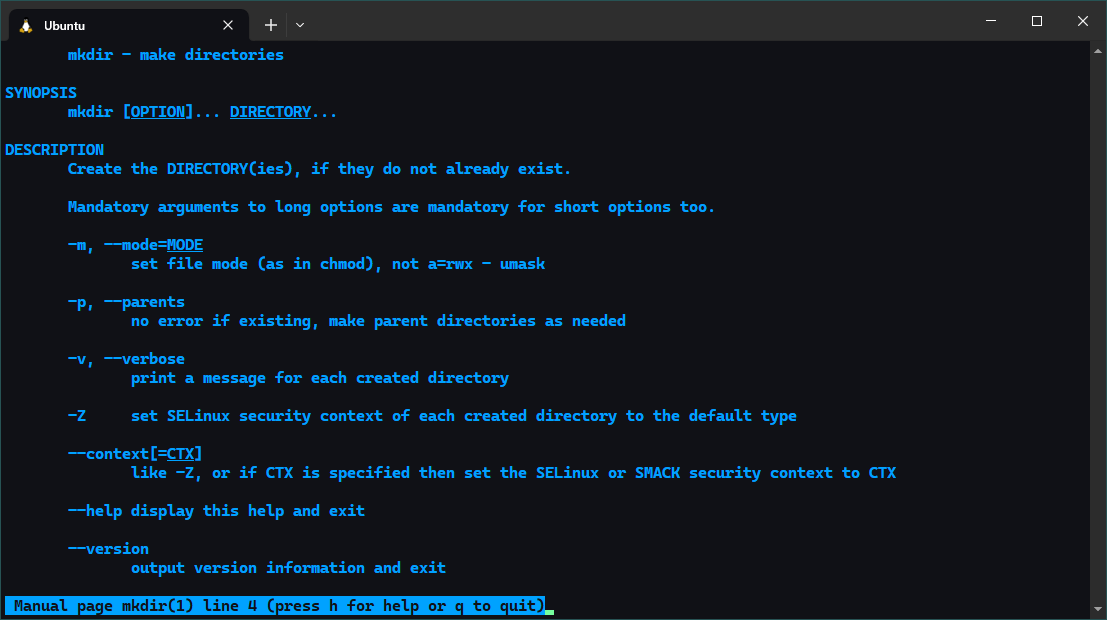 Ubuntu
mkdir - make directories
SYNOPSIS
mkdir [OPTION]... DIRECTORY...
DESCRIPTION
Create the DIRECTORY(ies), if they do not already exist.
Mandatory arguments to long options are mandatory for short options too.
-m, --mode=MODE
set file mode (as in chmod), not a=rwx - umask
-p, --parents
no error if existing, make parent directories as needed
-v, --verbose
print a message for each created directory
-Z     set SELinux security context of each created directory to the default type
--context[=CTX]
like -Z, or if CTX is specified then set the SELinux or SMACK security context to CTX
--help display this help and exit
--version
output version information and exit
Manual page mkdir(1) line 4 (press h for help or q to quit)